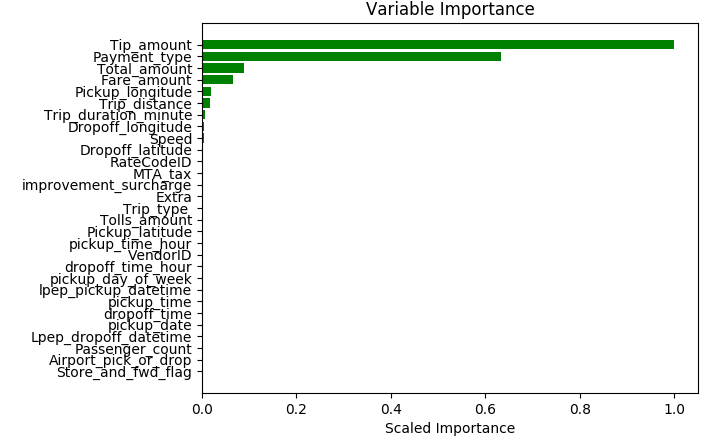 Variable Importance
Tip_amount
Payment_type
Total_amount
Fare_amount
Pickup_longitude
Trip_distance
Trip_duration_minute
Dropoff_longitude
Speed
Dropoff_latitude
RateCodeID
MTA_tax
improvement_surcharge
Extra
Trip_type
Tolls_amount
Pickup_latitude
pickup_time_hour
VendorID
dropoff_time_hour
pickup_day_of_week
lpep_pickup_datetime
pickup_time
dropoff_time
pickup_date
Lpep_dropoff_datetime
Passenger_count
Airport_pick_or_drop
Store_and_fwd_flag
0.0 0.2 0.4 0.6 0.8 1.0
Scaled Importance